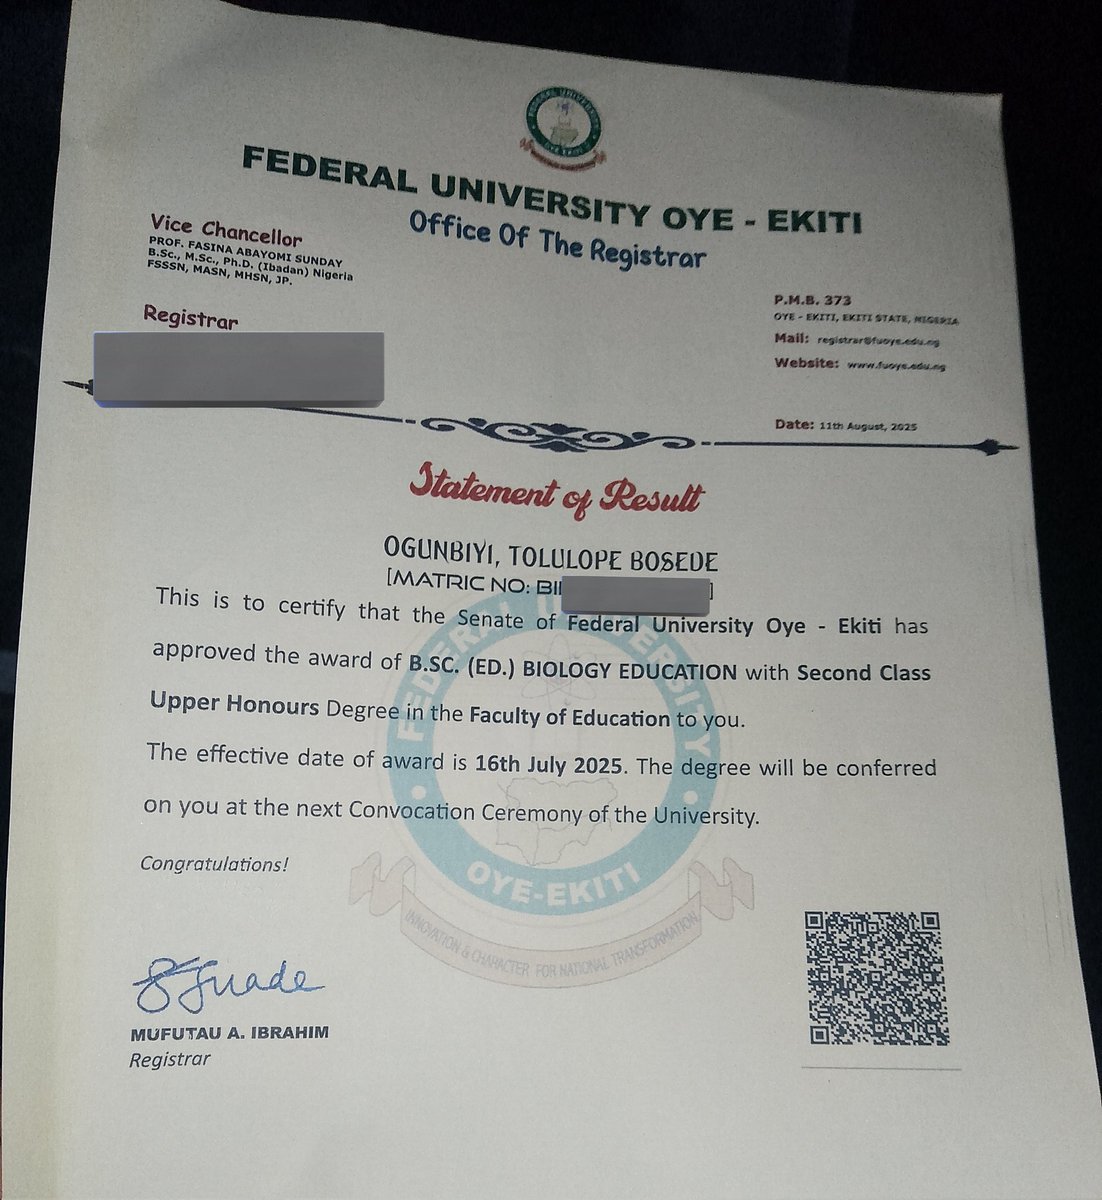 FEDERAL UNIVERSITY OYE - EKITI
Office Of The Registrar
Vice Chancellor
PROF. FASINA ABAYOMI SUNDAY
B.Sc., M.Sc., Ph.D. (Ibadan) Nigeria
FSSSN, MASN, MHSN, JP.
Registrar
P.M.B. 373
OYE - EKITI, EKITI STATE, NIGERIA
Mail: registrar@fuoye.edu.ng
Website: www.fuoye.edu.ng
Date: 11th August, 2025
Statement of Result
OGUNBIYI, TOLULOPE BOSEDE
[MATRIC NO: BI ]
This is to certify that the Senate of Federal University Oye - Ekiti has
approved the award of B.SC. (ED.) BIOLOGY EDUCATION with Second Class
Upper Honours Degree in the Faculty of Education to you.
The effective date of award is 16th July 2025. The degree will be conferred
on you at the next Convocation Ceremony of the University.
Congratulations!
FEDERAL UNIVERSITY
OYE-EKITI
INNOVATION & CHARACTER FOR NATIONAL TRANSFORMATION
MUFUTAU A. IBRAHIM
Registrar